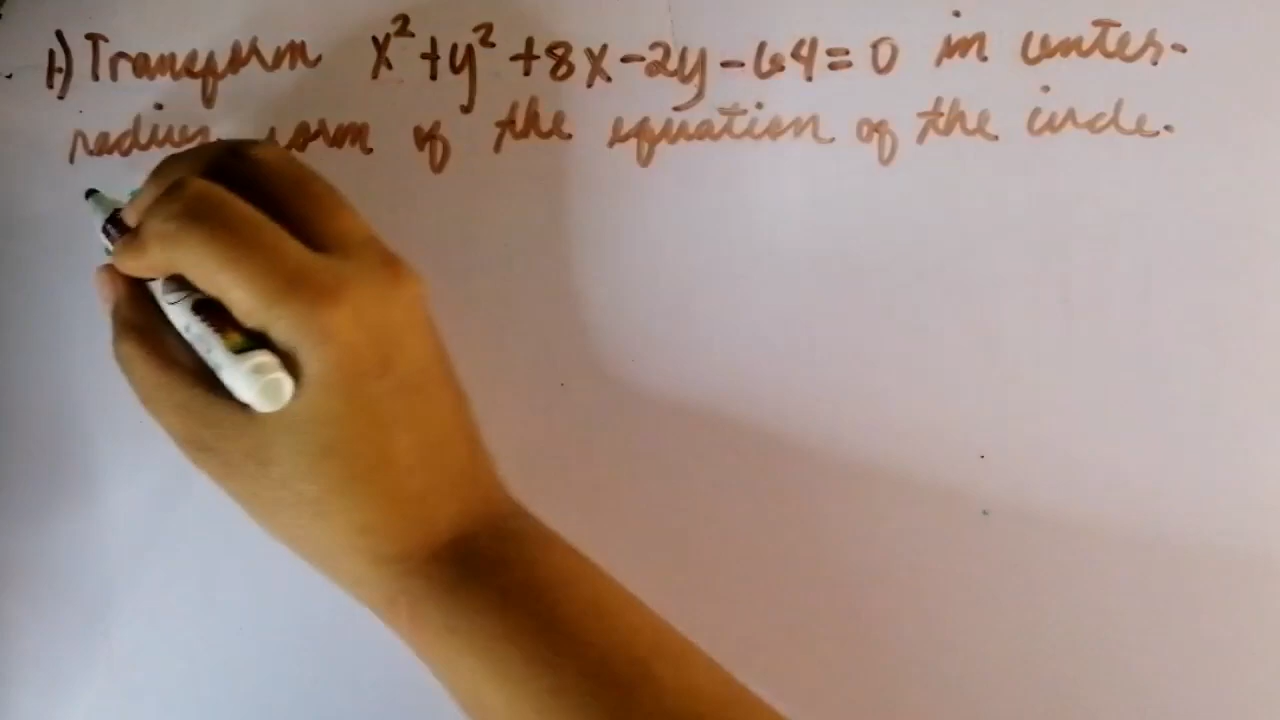 1.) Transform x² + y² + 8x - 2y - 64 = 0 in center-
radius form of the equation of the circle.